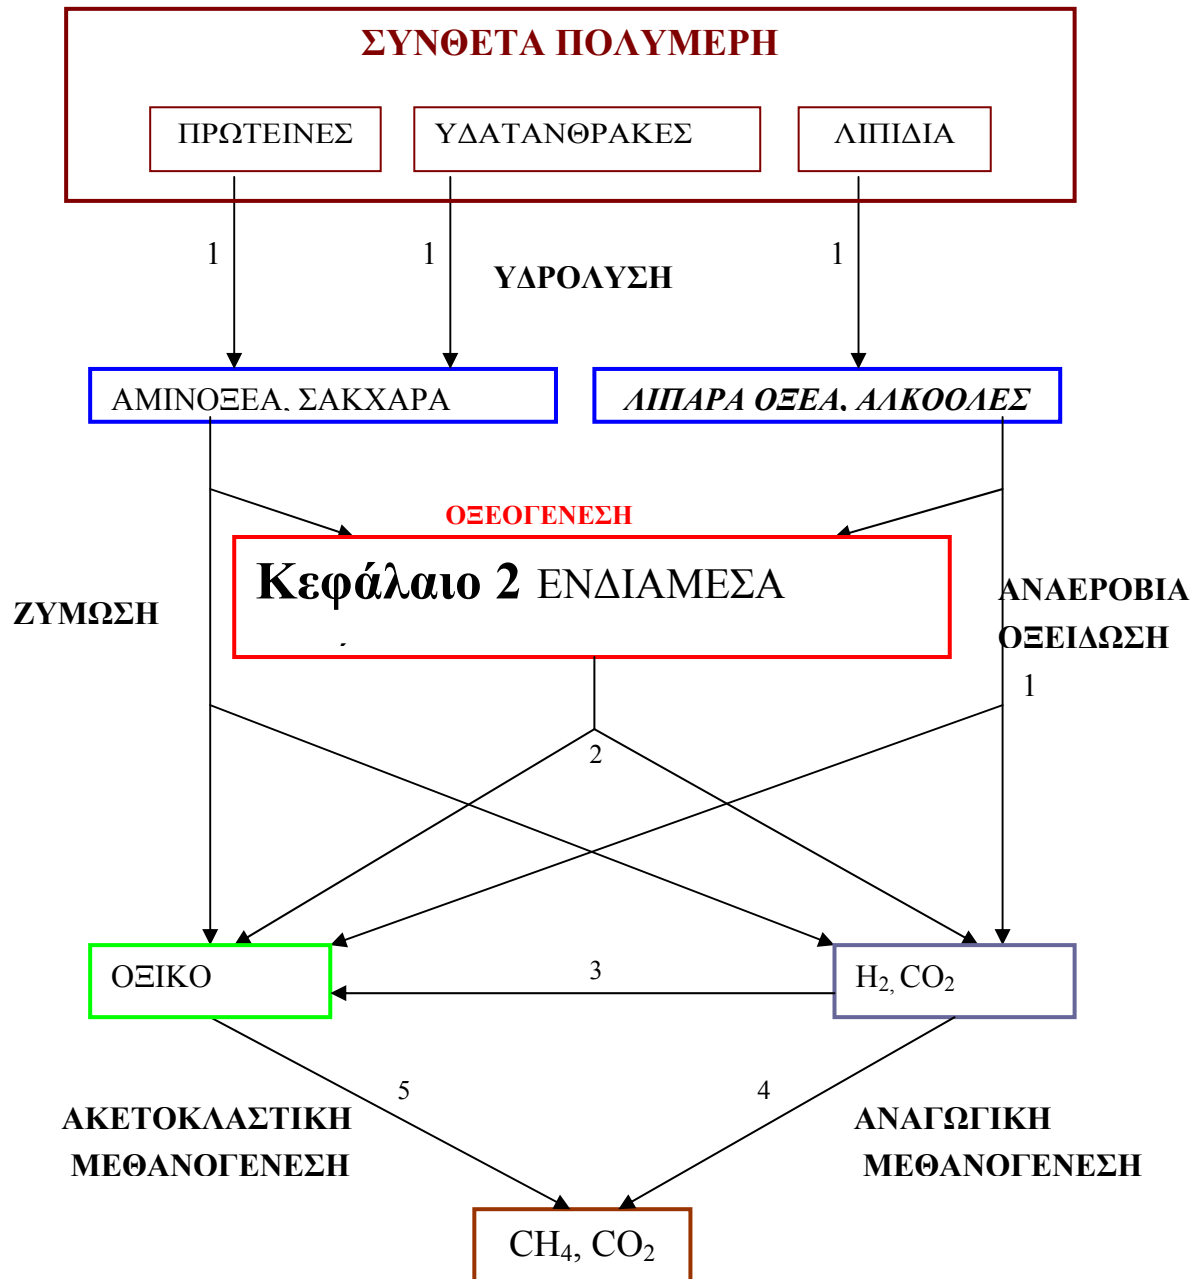 ΣΥΝΘΕΤΑ ΠΟΛΥΜΕΡΗ
ΠΡΩΤΕΙΝΕΣ
ΥΔΑΤΑΝΘΡΑΚΕΣ
ΛΙΠΙΔΙΑ
1
1
1
ΥΔΡΟΛΥΣΗ
ΑΜΙΝΟΞΕΑ, ΣΑΚΧΑΡΑ
ΛΙΠΑΡΑ ΟΞΕΑ, ΑΛΚΟΟΛΕΣ
ΟΞΕΟΓΕΝΕΣΗ
Κεφάλαιο 2 ΕΝΔΙΑΜΕΣΑ
ΖΥΜΩΣΗ
ΑΝΑΕΡΟΒΙΑ
ΟΞΕΙΔΩΣΗ
1
2
ΟΞΙΚΟ
3
H₂, CO₂
5
4
ΑΚΕΤΟΚΛΑΣΤΙΚΗ
ΜΕΘΑΝΟΓΕΝΕΣΗ
ΑΝΑΓΩΓΙΚΗ
ΜΕΘΑΝΟΓΕΝΕΣΗ
CH₄, CO₂